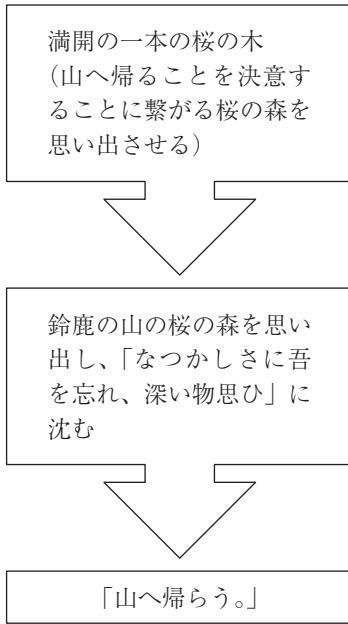 満開の一本の桜の木
（山へ帰ることを決意す
ることに繋がる桜の森を
思い出させる）
鈴鹿の山の桜の森を思い
出し、「なつかしさに吾
を忘れ、深い物思ひ」に
沈む
「山へ帰らう。」